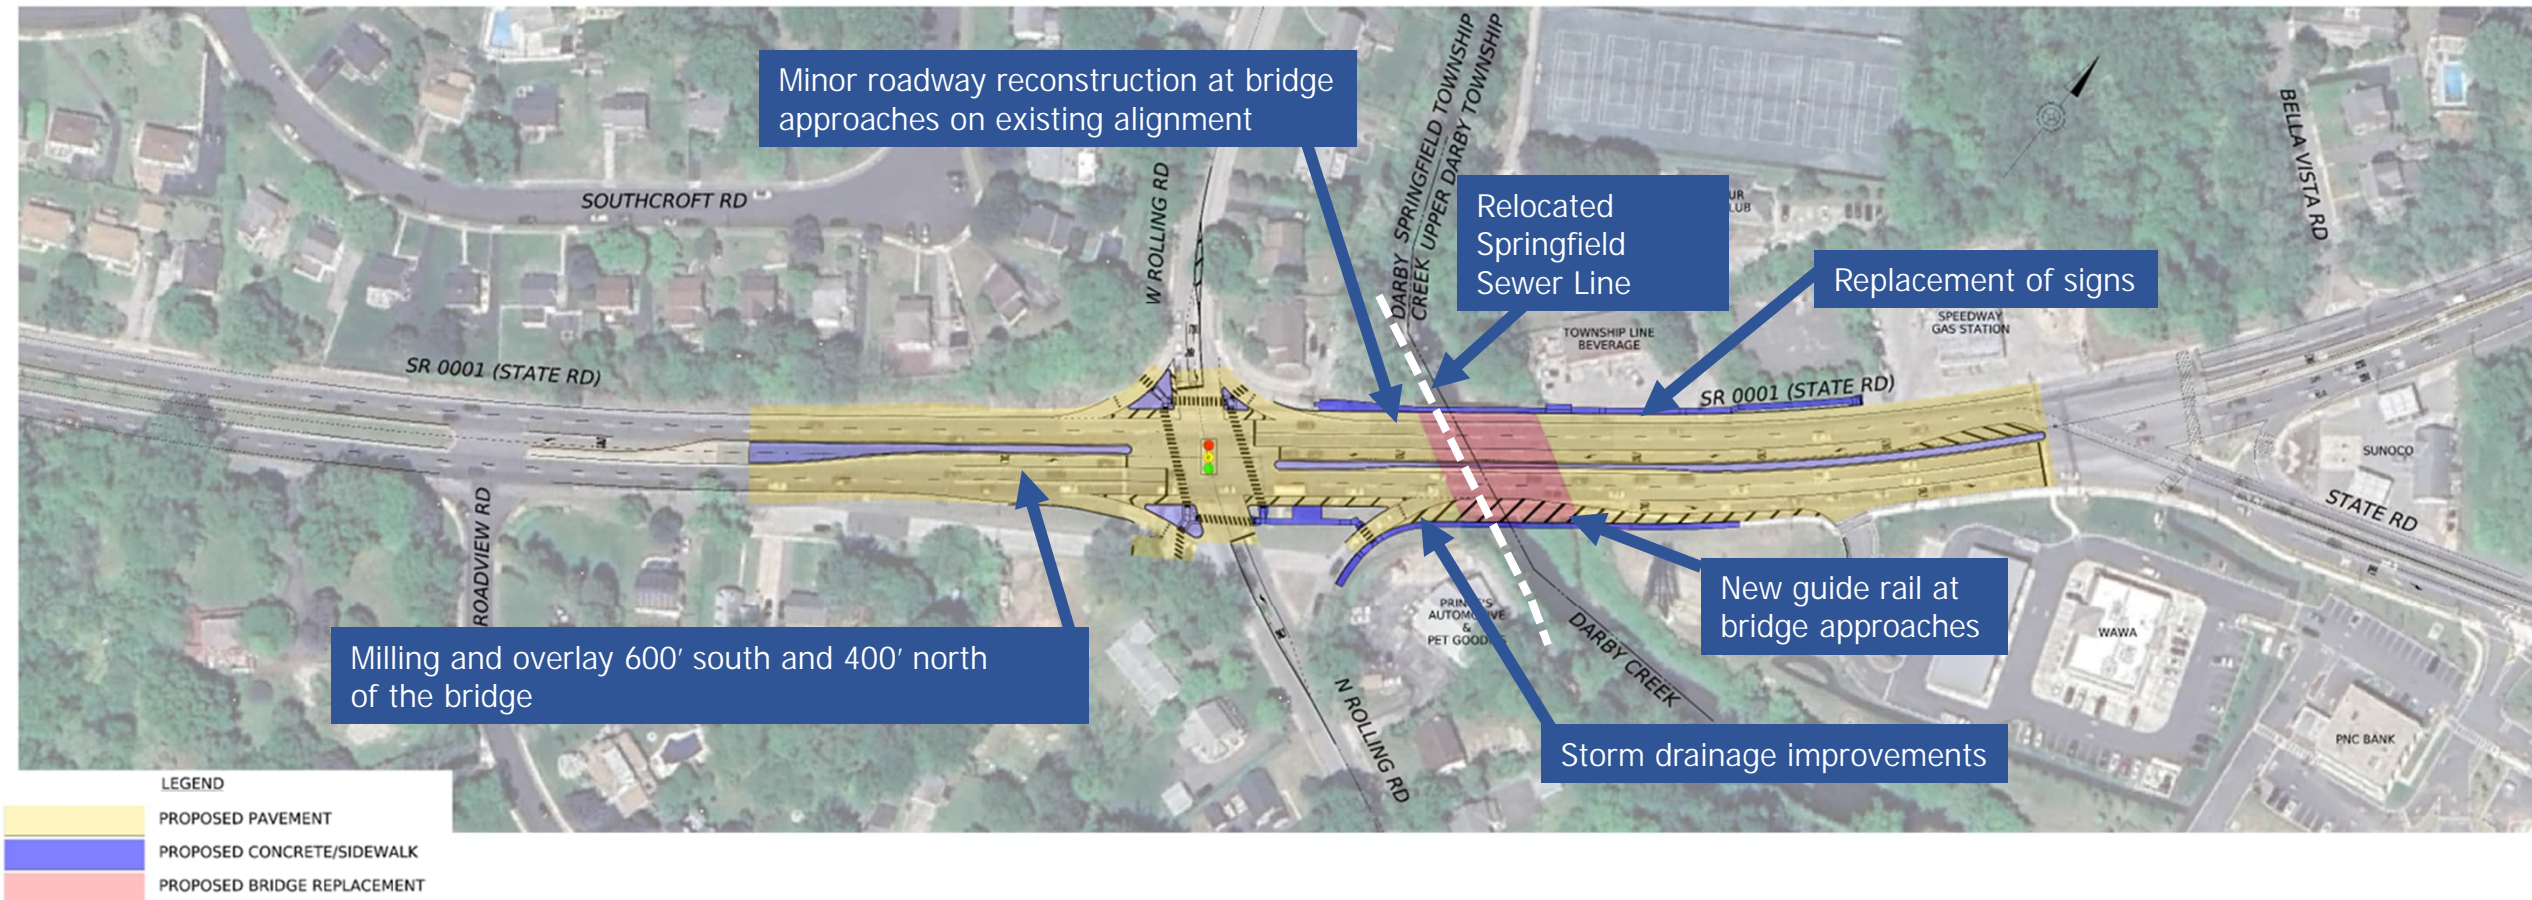 Minor roadway reconstruction at bridge
approaches on existing alignment
DARBY SPRINGFIELD TOWNSHIP
CREEK UPPER DARBY TOWNSHIP
BELLA VISTA RD
SOUTHCROFT RD
W ROLLING RD
Relocated
Springfield
Sewer Line
Replacement of signs
TOWNSHIP LINE
BEVERAGE
SPEEDWAY
GAS STATION
SR 0001 (STATE RD)
SR 0001 (STATE RD)
SUNOCO
STATE RD
ROADVIEW RD
New guide rail at
bridge approaches
AUTOMOTIVE
&
PET
WAWA
DARBY CREEK
Milling and overlay 600' south and 400' north
of the bridge
N ROLLING RD
Storm drainage improvements
PNC BANK
LEGEND
PROPOSED PAVEMENT
PROPOSED CONCRETE/SIDEWALK
PROPOSED BRIDGE REPLACEMENT